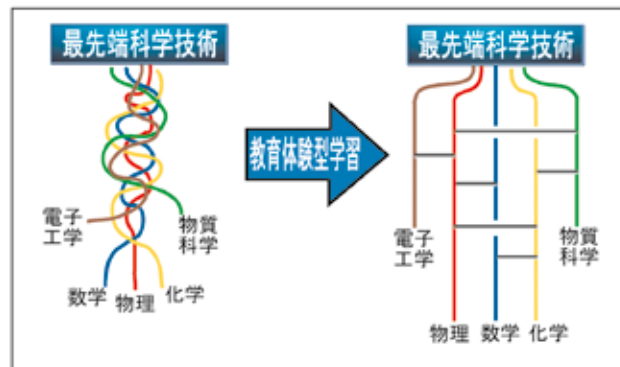 最先端科学技術
電子
工学
物質
科学
数学
物理
化学
教育体験型学習
最先端科学技術
電子
工学
物質
科学
物理
数学
化学